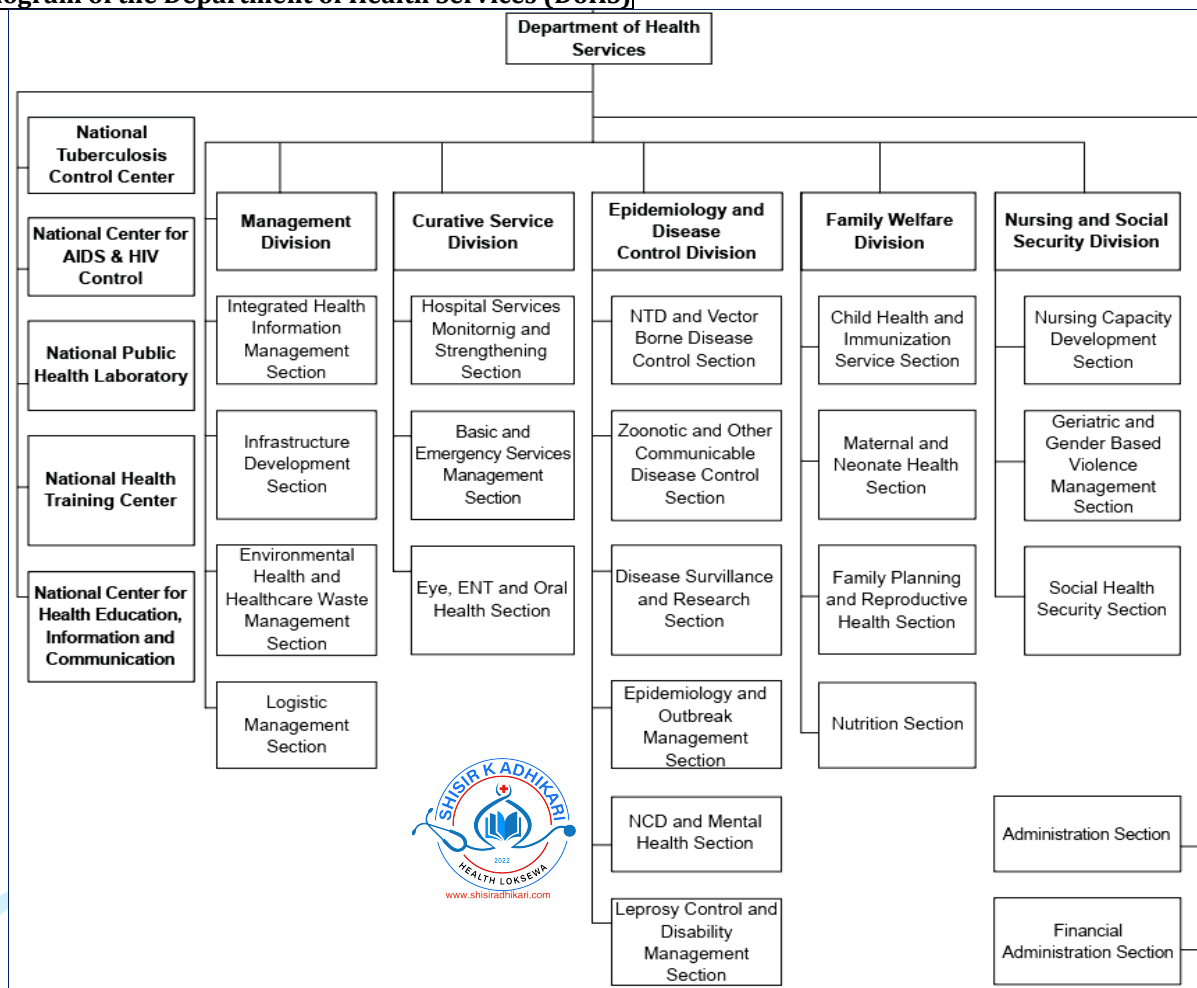 ogram of the Department of Health Services (DoHS)
Department of Health
Services
National
Tuberculosis
Control Center
National Center for
AIDS & HIV
Control
National Public
Health Laboratory
National Health
Training Center
National Center for
Health Education,
Information and
Communication
Management
Division
Integrated Health
Information
Management
Section
Infrastructure
Development
Section
Environmental
Health and
Healthcare Waste
Management
Section
Logistic
Management
Section
Curative Service
Division
Hospital Services
Monitornig and
Strengthening
Section
Basic and
Emergency Services
Management
Section
Eye, ENT and Oral
Health Section
Epidemiology and
Disease
Control Division
NTD and Vector
Borne Disease
Control Section
Zoonotic and Other
Communicable
Disease Control
Section
Disease Survillance
and Research
Section
Epidemiology and
Outbreak
Management
Section
NCD and Mental
Health Section
Leprosy Control and
Disability
Management
Section
Family Welfare
Division
Child Health and
Immunization
Service Section
Maternal and
Neonate Health
Section
Family Planning
and Reproductive
Health Section
Nutrition Section
Nursing and Social
Security Division
Nursing Capacity
Development
Section
Geriatric and
Gender Based
Violence
Management
Section
Social Health
Security Section
Administration Section
Financial
Administration Section
SHISIR K ADHIKARI
2022
HEALTH LOKSEWA
www.shisiradhikari.com